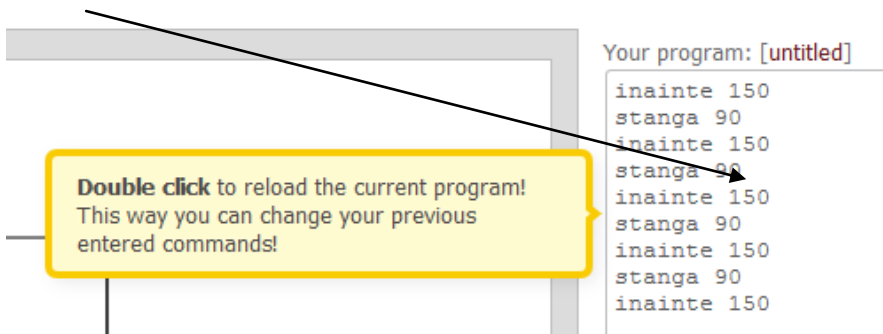 Your program: [untitled]
inainte 150
stanga 90
inainte 150
stanga 90
inainte 150
stanga 90
inainte 150
stanga 90
inainte 150
Double click to reload the current program!
This way you can change your previous
entered commands!